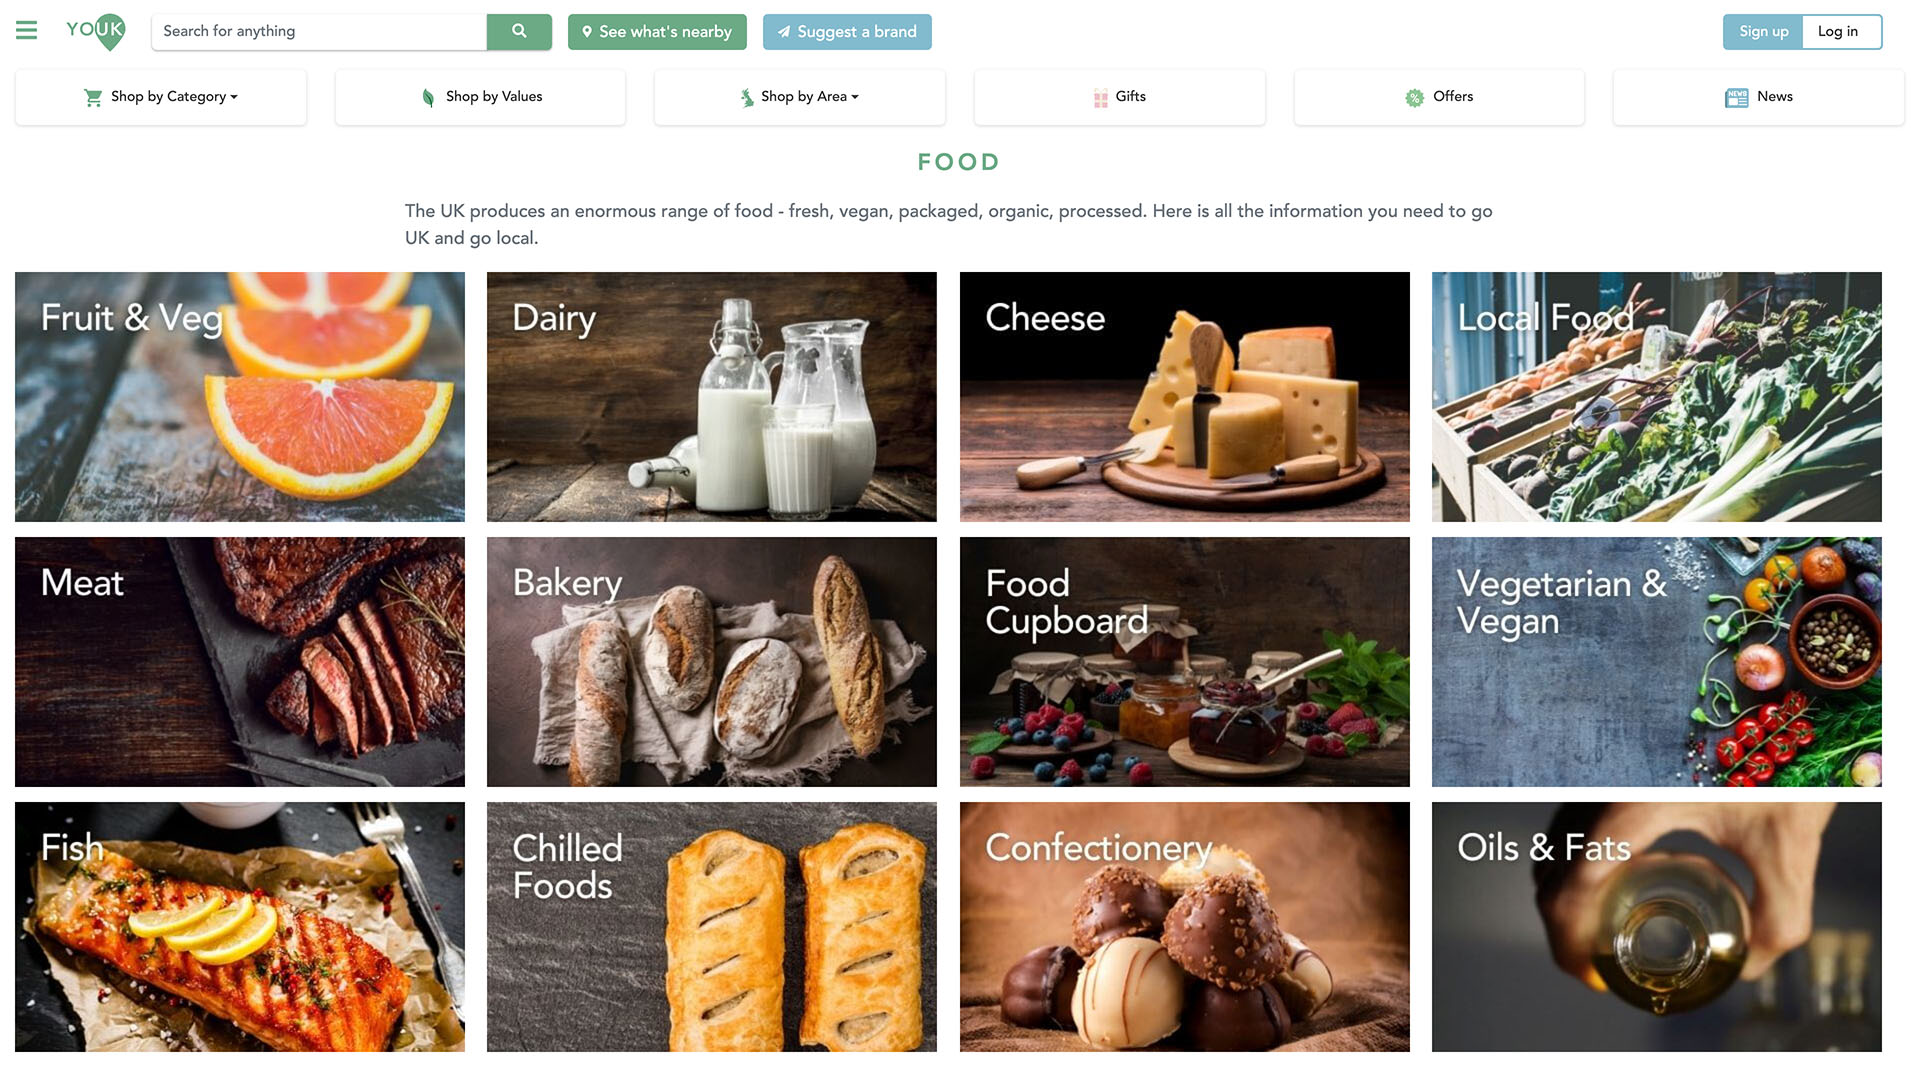 YOUK
Search for anything
See what's nearby
Suggest a brand
Sign up
Log in
Shop by Category
Shop by Values
Shop by Area
Gifts
Offers
NEWS
News
FOOD
The UK produces an enormous range of food - fresh, vegan, packaged, organic, processed. Here is all the information you need to go
UK and go local.
Fruit & Veg
Dairy
Cheese
Local Food
Meat
Bakery
Food
Cupboard
Vegetarian &
Vegan
Fish
Chilled
Foods
Confectionery
Oils & Fats